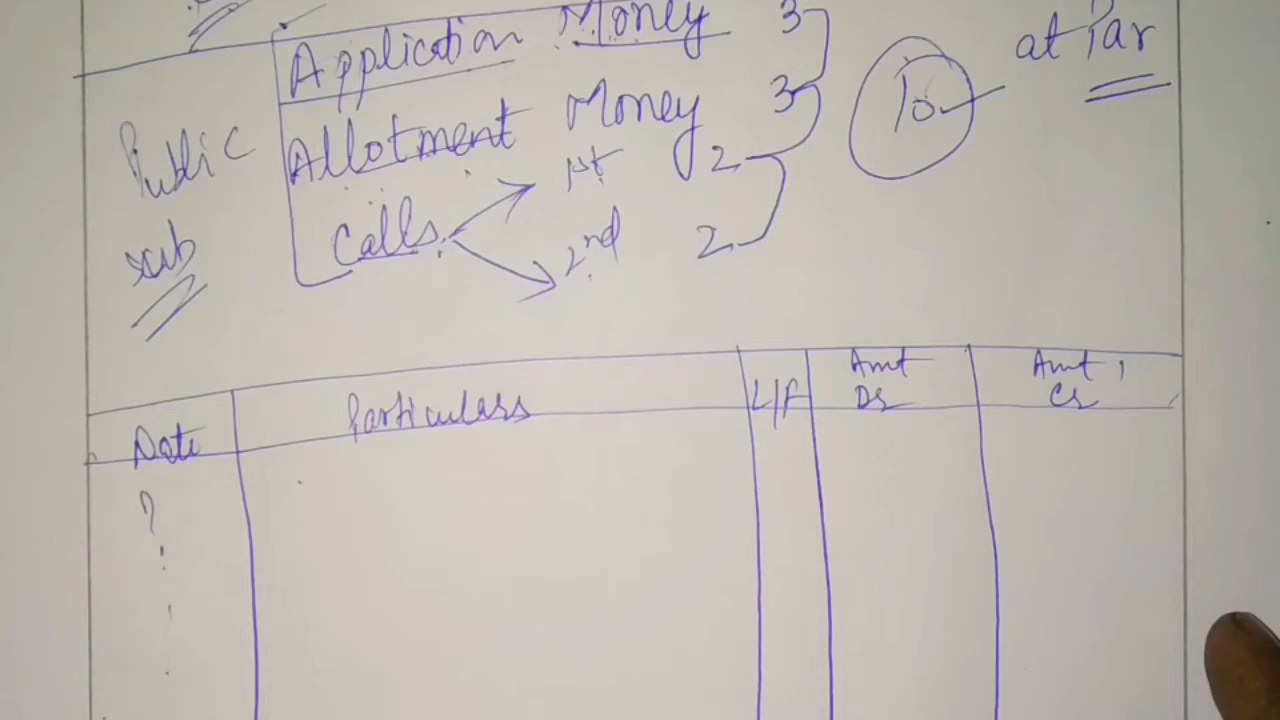 Application Money 3
at Par
10
Public
Allotment Money 3
1st 2
sub
Calls
2nd 2
Date Particulars L/F Amt Dr Amt Cr
?